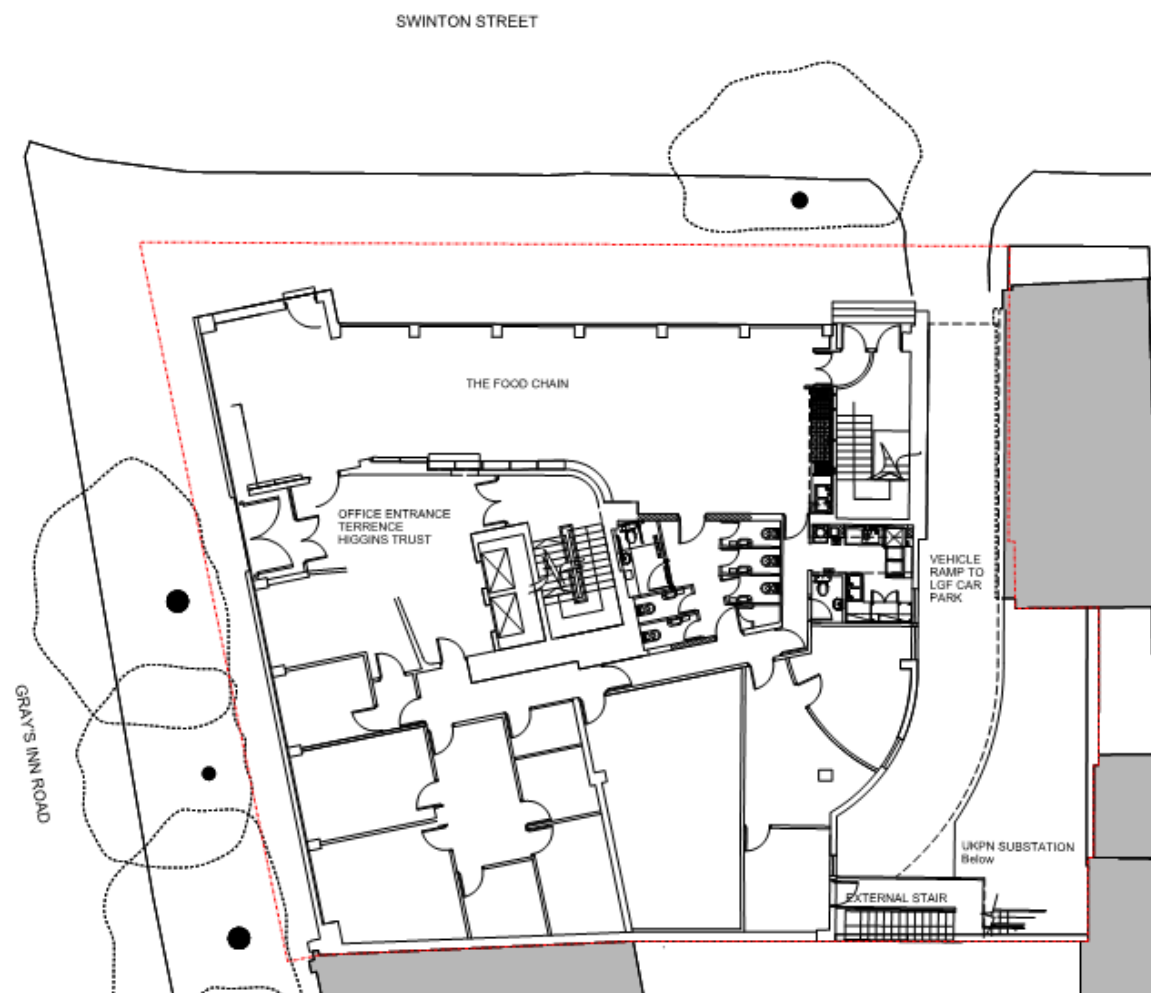 SWINTON STREET
THE FOOD CHAIN
OFFICE ENTRANCE
TERRENCE
HIGGINS TRUST
VEHICLE
RAMP TO
LGF CAR
PARK
GRAY'S INN ROAD
UKPN SUBSTATION
Below
EXTERNAL STAIR